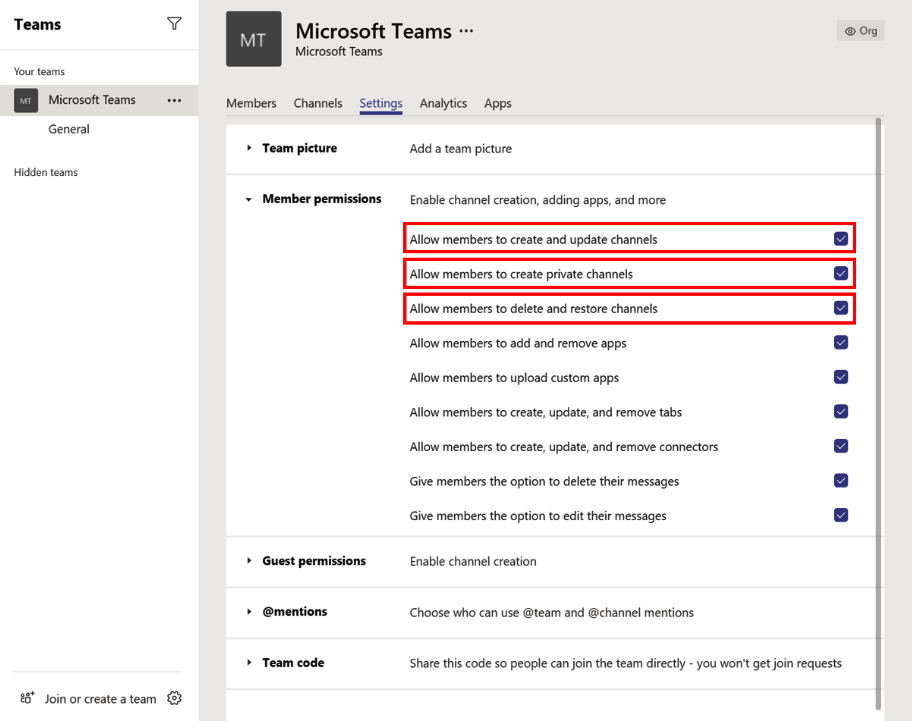 Teams
Your teams
MT Microsoft Teams
General
Hidden teams
Join or create a team
MT
Microsoft Teams
Microsoft Teams
Org
Members Channels Settings Analytics Apps
Team picture Add a team picture
Member permissions Enable channel creation, adding apps, and more
Allow members to create and update channels
Allow members to create private channels
Allow members to delete and restore channels
Allow members to add and remove apps
Allow members to upload custom apps
Allow members to create, update, and remove tabs
Allow members to create, update, and remove connectors
Give members the option to delete their messages
Give members the option to edit their messages
Guest permissions Enable channel creation
@mentions Choose who can use @team and @channel mentions
Team code Share this code so people can join the team directly - you won't get join requests